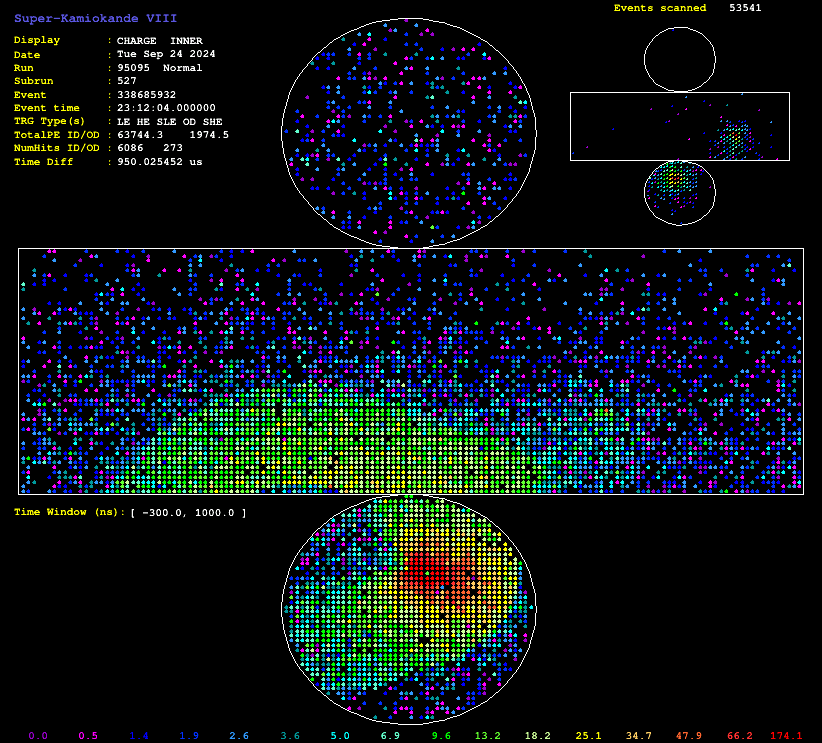 Super-Kamiokande VIII
Events scanned 53541
Display : CHARGE INNER
Date : Tue Sep 24 2024
Run : 95095 Normal
Subrun : 527
Event : 338685932
Event time : 23:12:04.000000
TRG Type(s) : LE HE SLE OD SHE
TotalPE ID/OD : 63744.3 1974.5
NumHits ID/OD : 6086 273
Time Diff : 950.025452 us
Time Window (ns): [ -300.0, 1000.0 ]
0.0 0.5 1.4 1.9 2.6 3.6 5.0 6.9 9.6 13.2 18.2 25.1 34.7 47.9 66.2 174.1